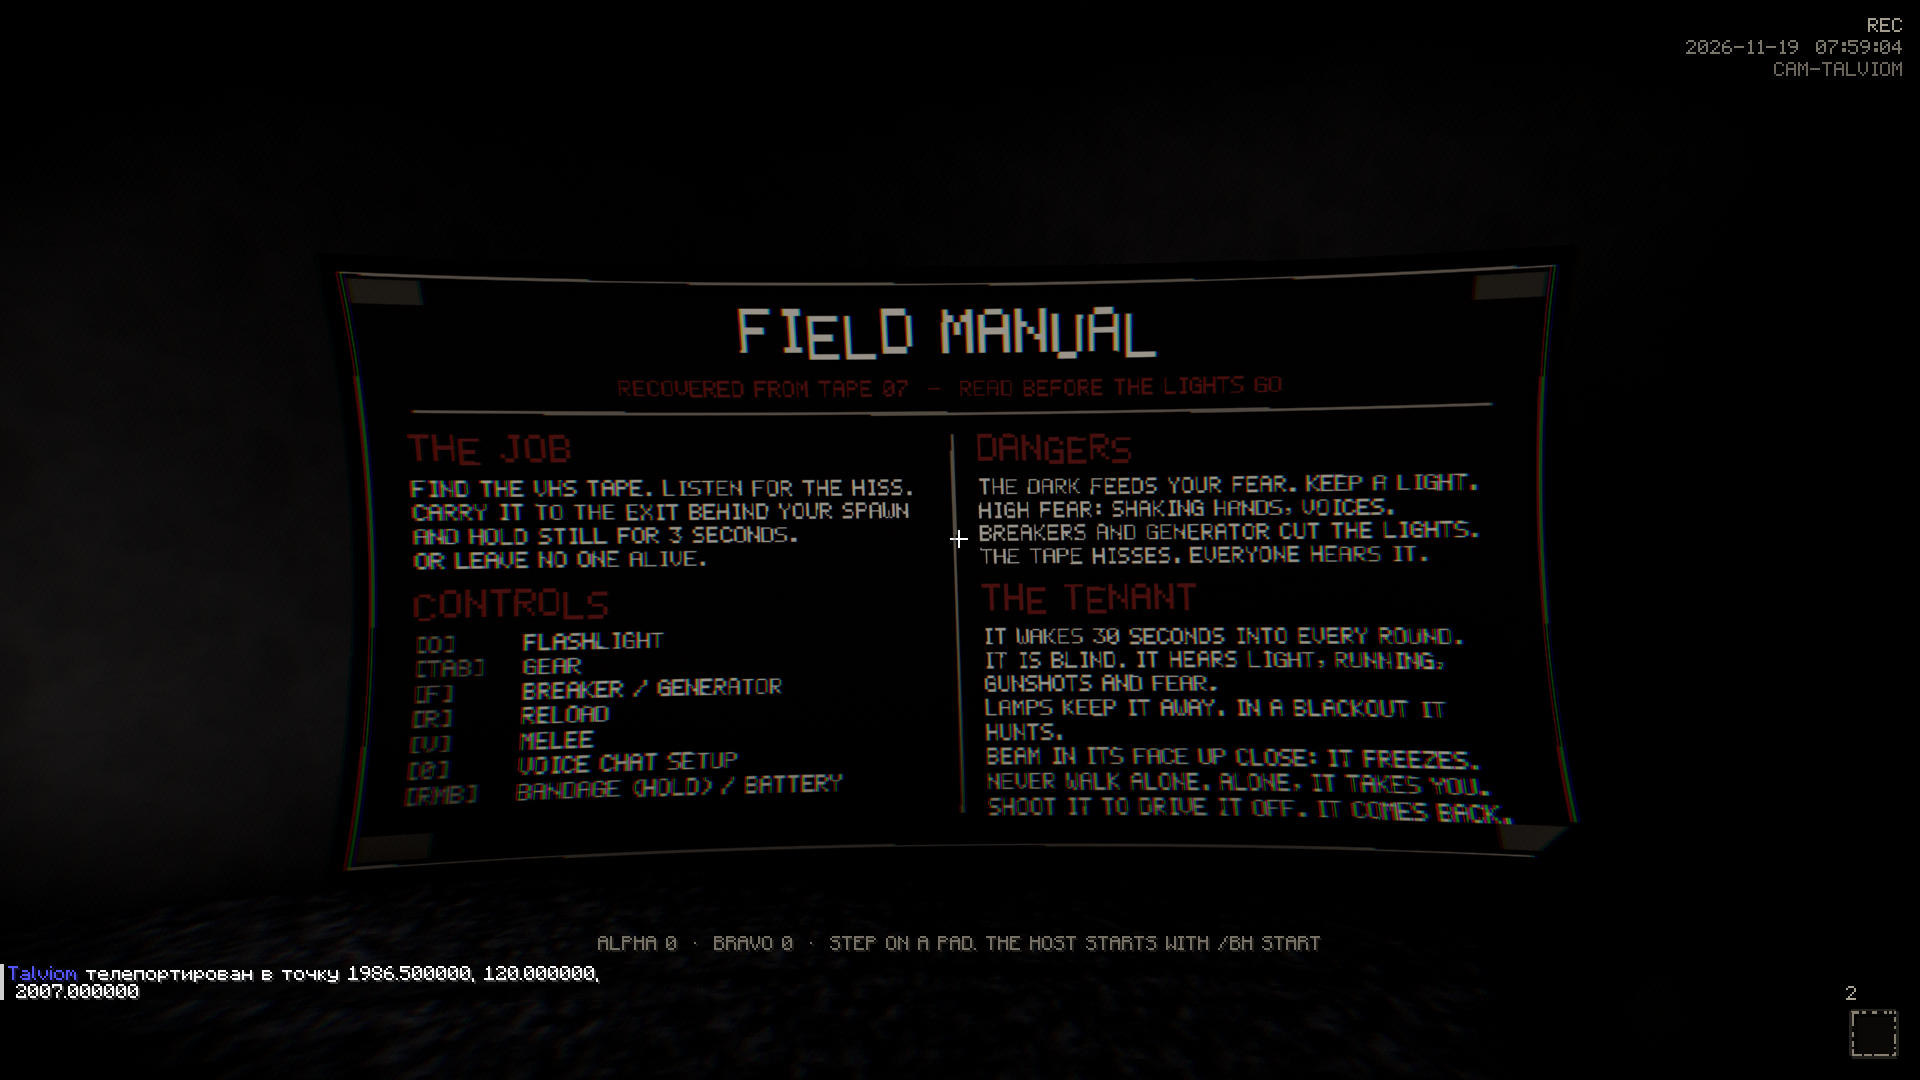 REC
2026-11-19 07:59:04
CAM-TALVIOM
FIELD MANUAL
RECOVERED FROM TAPE 07 — READ BEFORE THE LIGHTS GO
THE JOB
FIND THE VHS TAPE. LISTEN FOR THE HISS.
CARRY IT TO THE EXIT BEHIND YOUR SPAWN
AND HOLD STILL FOR 3 SECONDS.
OR LEAVE NO ONE ALIVE.
CONTROLS
[O] FLASHLIGHT
[TAB] GEAR
[F] BREAKER / GENERATOR
[R] RELOAD
[V] MELEE
[0] VOICE CHAT SETUP
[RMB] BANDAGE (HOLD) / BATTERY
DANGERS
THE DARK FEEDS YOUR FEAR. KEEP A LIGHT.
HIGH FEAR: SHAKING HANDS, VOICES.
BREAKERS AND GENERATOR CUT THE LIGHTS.
THE TAPE HISSES. EVERYONE HEARS IT.
THE TENANT
IT WAKES 30 SECONDS INTO EVERY ROUND.
IT IS BLIND. IT HEARS LIGHT, RUNNING,
GUNSHOTS AND FEAR.
LAMPS KEEP IT AWAY. IN A BLACKOUT IT
HUNTS.
BEAM IN ITS FACE UP CLOSE: IT FREEZES.
NEVER WALK ALONE. ALONE, IT TAKES YOU.
SHOOT IT TO DRIVE IT OFF. IT COMES BACK.
ALPHA 0 · BRAVO 0 · STEP ON A PAD. THE HOST STARTS WITH /BH START
Talviom телепортирован в точку 1986.500000, 120.000000,
2007.000000
2